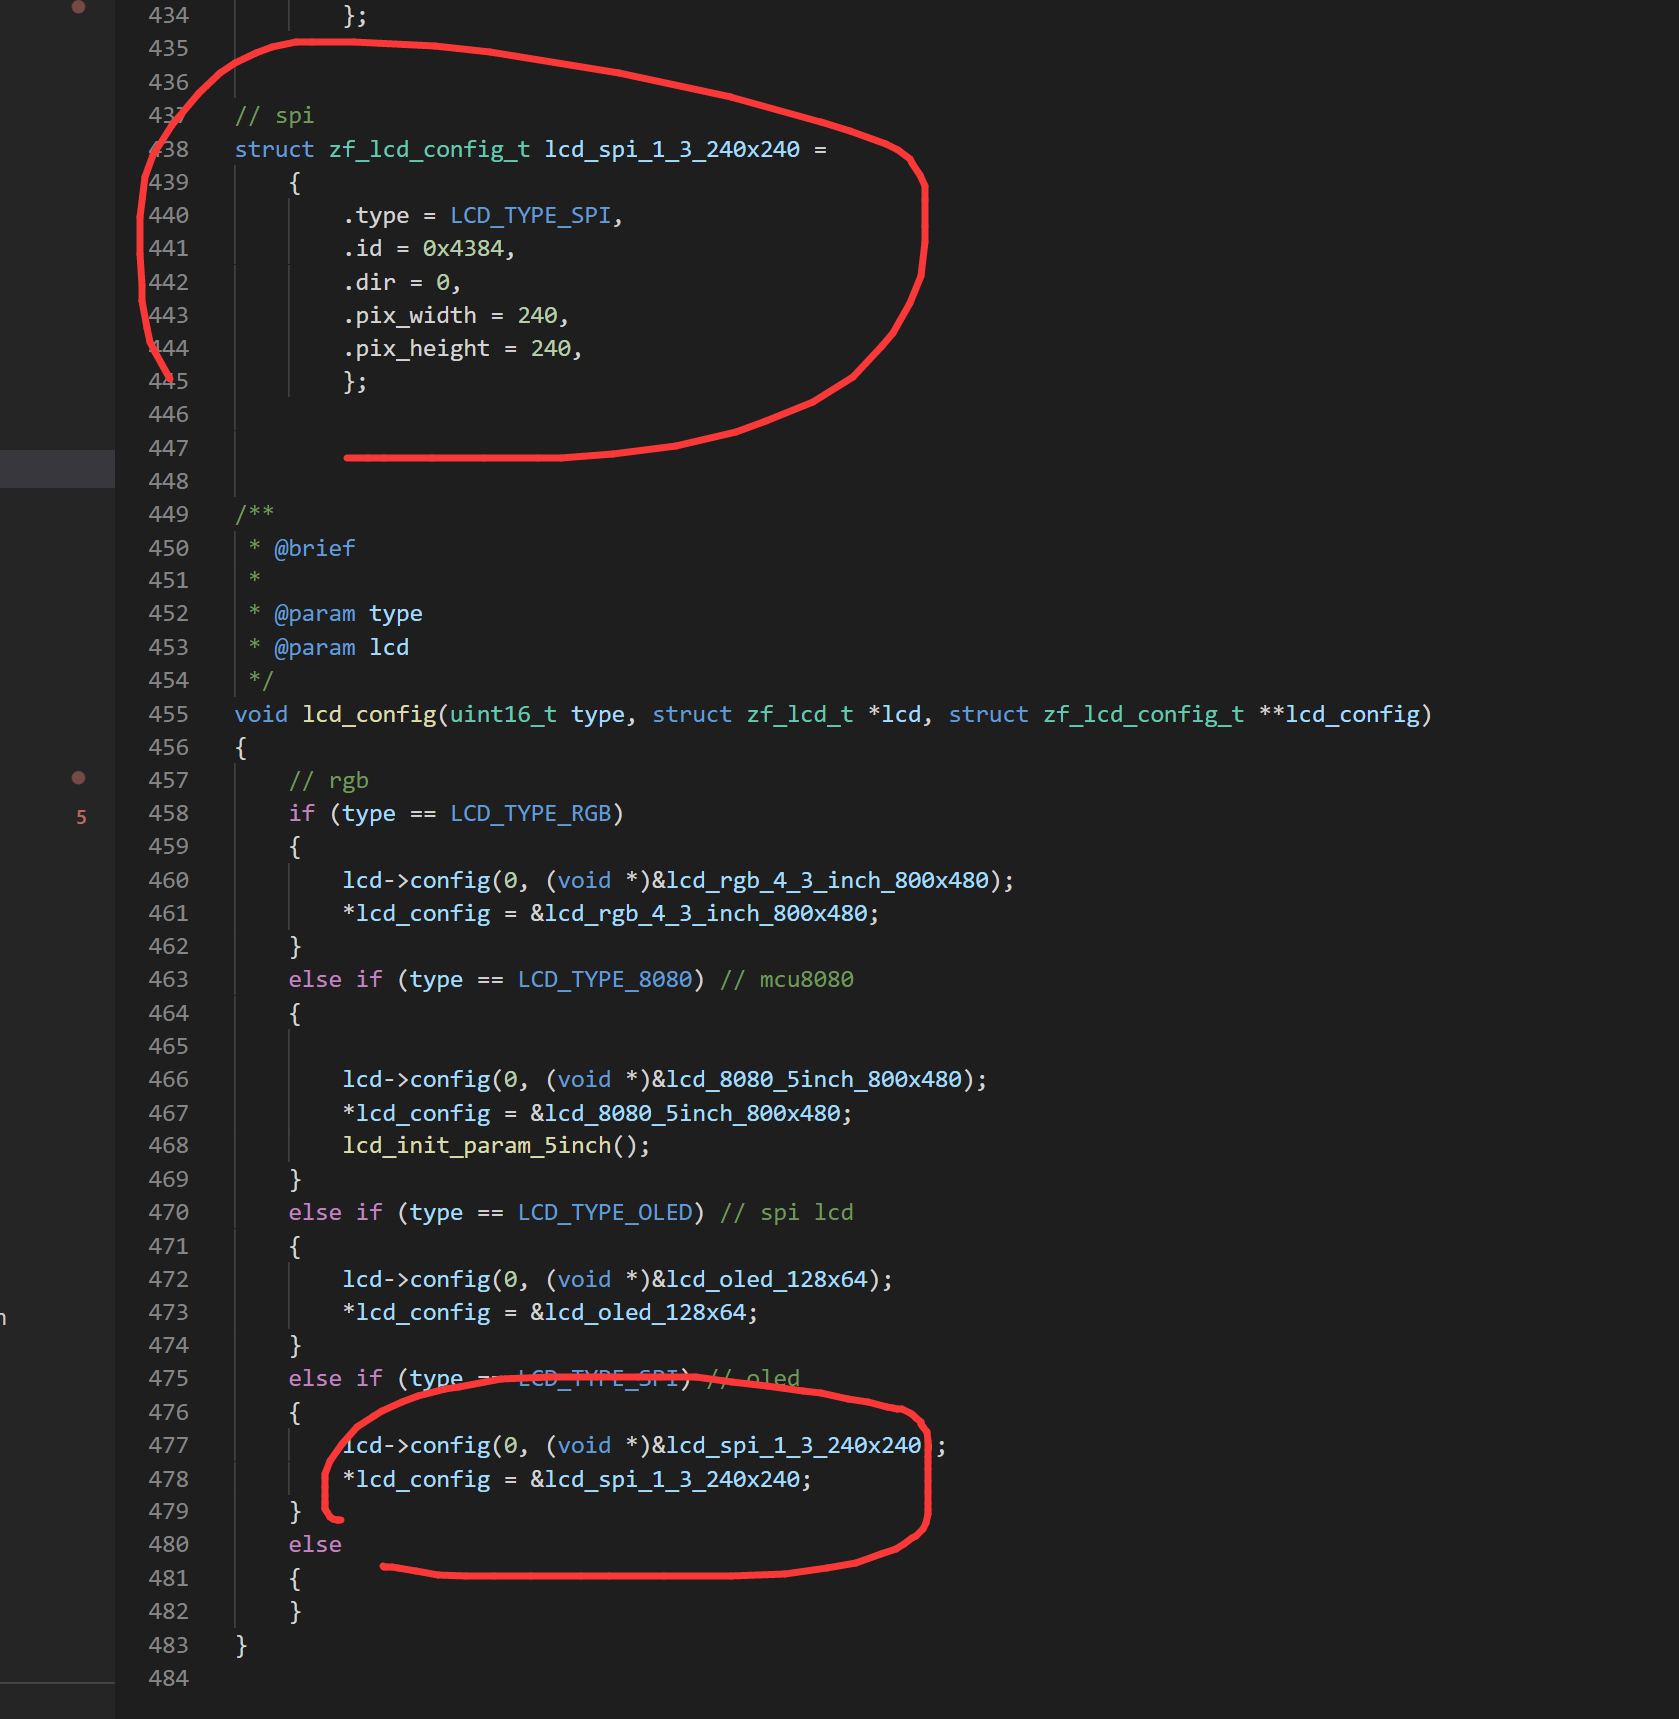 434 };
435
436
437 // spi
438 struct zf_lcd_config_t lcd_spi_1_3_240x240 =
439 {
440 .type = LCD_TYPE_SPI,
441 .id = 0x4384,
442 .dir = 0,
443 .pix_width = 240,
444 .pix_height = 240,
445 };
446
447
448
449 /**
450 * @brief
451 *
452 * @param type
453 * @param lcd
454 */
455 void lcd_config(uint16_t type, struct zf_lcd_t *lcd, struct zf_lcd_config_t **lcd_config)
456 {
457 // rgb
5 458 if (type == LCD_TYPE_RGB)
459 {
460 lcd->config(0, (void *)&lcd_rgb_4_3_inch_800x480);
461 *lcd_config = &lcd_rgb_4_3_inch_800x480;
462 }
463 else if (type == LCD_TYPE_8080) // mcu8080
464 {
465
466 lcd->config(0, (void *)&lcd_8080_5inch_800x480);
467 *lcd_config = &lcd_8080_5inch_800x480;
468 lcd_init_param_5inch();
469 }
470 else if (type == LCD_TYPE_OLED) // spi lcd
471 {
472 lcd->config(0, (void *)&lcd_oled_128x64);
473 *lcd_config = &lcd_oled_128x64;
474 }
475 else if (type == LCD_TYPE_SPI) // oled
476 {
477 lcd->config(0, (void *)&lcd_spi_1_3_240x240);
478 *lcd_config = &lcd_spi_1_3_240x240;
479 }
480 else
481 {
482 }
483 }
484